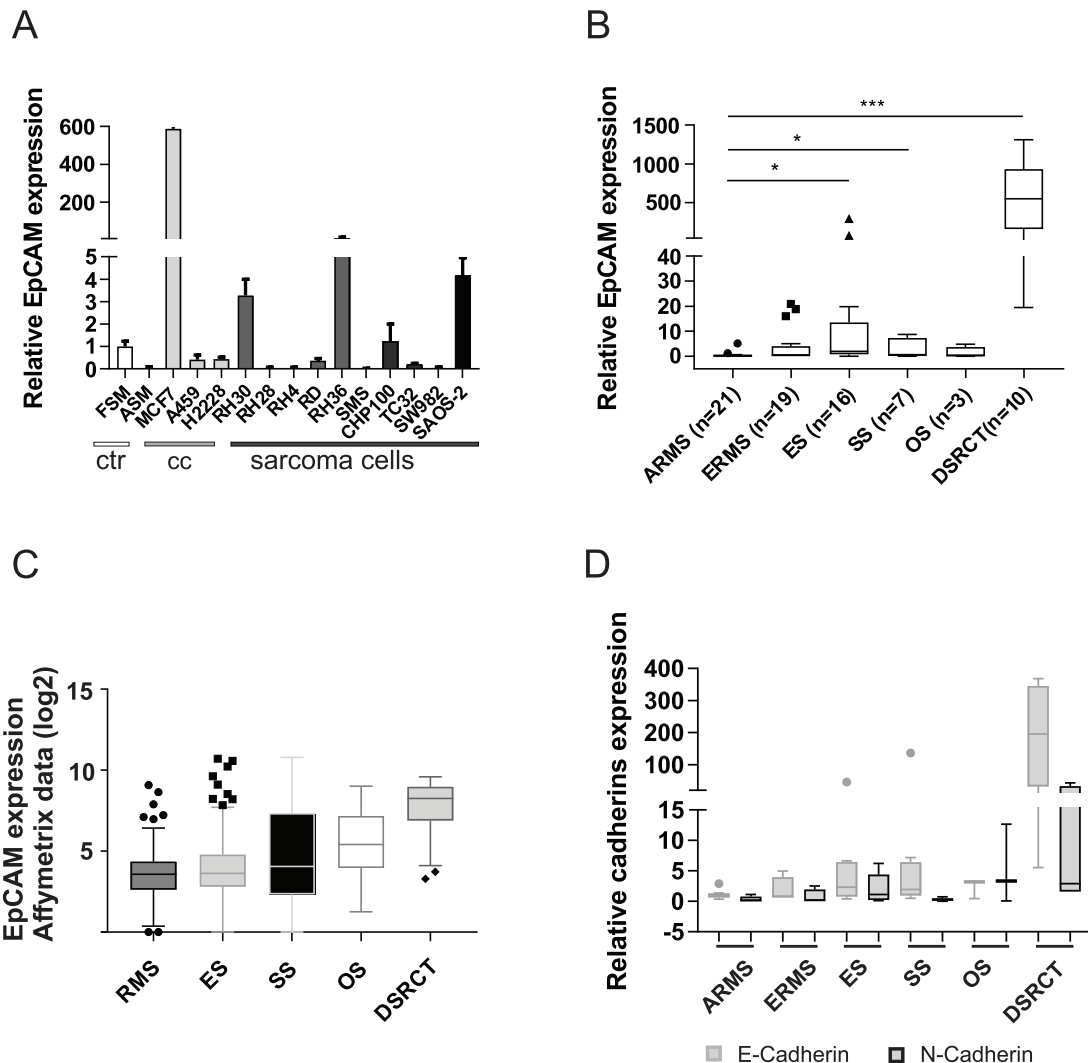 A
Relative EpCAM expression
600
400
200
5
4
3
2
1
0
FSM
ASM
MCF7
A459
H2228
RH30
RH28
RH4
RD
RH36
SMS
CHP100
TC32
SW982
SAOS-2
ctr
cc
sarcoma cells
B
Relative EpCAM expression
1500
1000
500
40
30
20
10
0
***
*
*
ARMS (n=21)
ERMS (n=19)
ES (n=16)
SS (n=7)
OS (n=3)
DSRCT(n=10)
C
EpCAM expression
Affymetrix data (log2)
15
10
5
RMS
ES
SS
OS
DSRCT
D
Relative cadherins expression
400
300
200
100
15
10
5
0
-5
ARMS
ERMS
ES
SS
OS
DSRCT
E-Cadherin
N-Cadherin